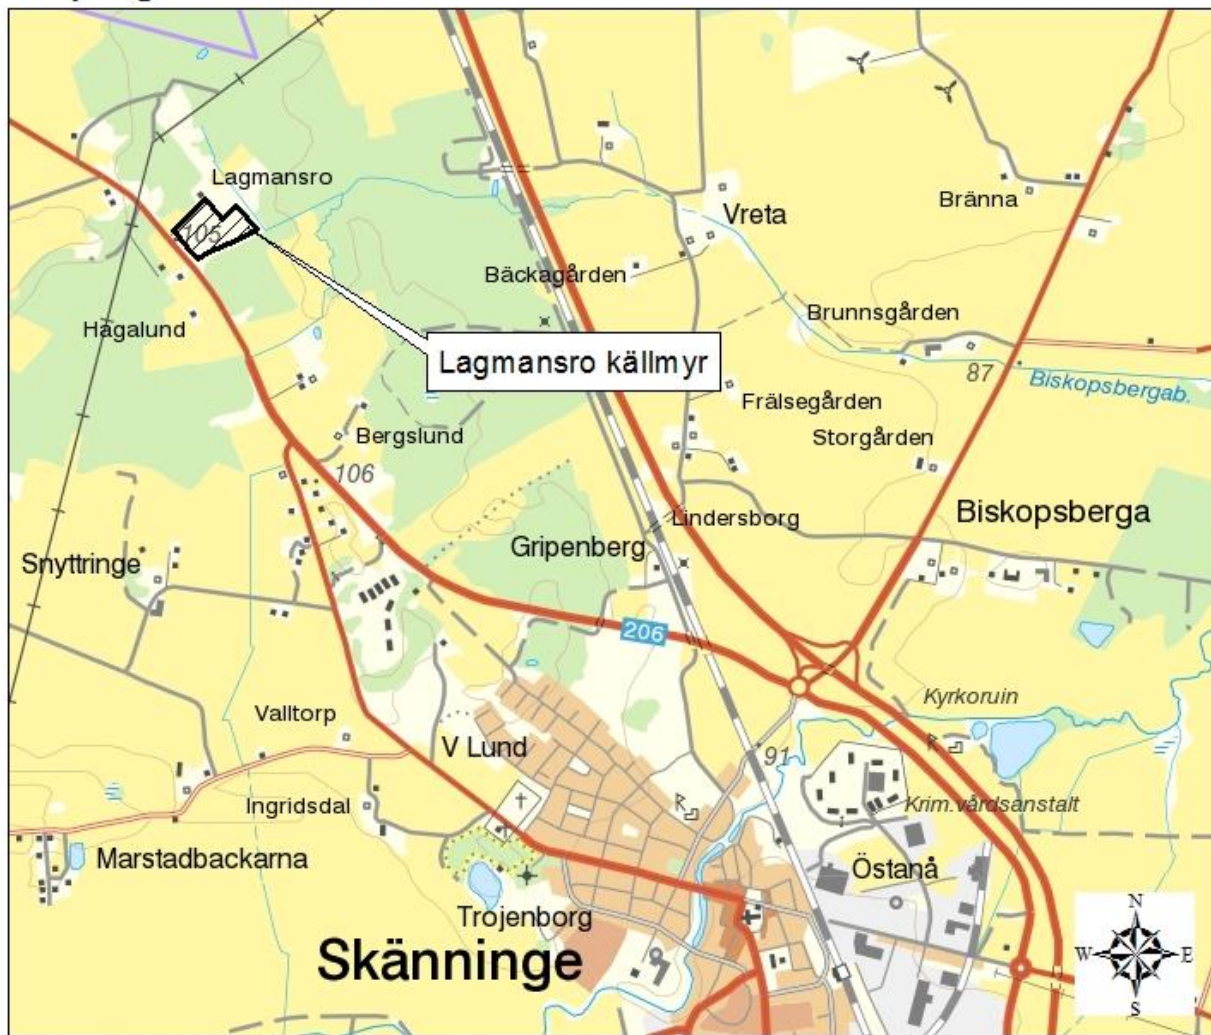 Lagmansro
105
Vreta
Bränna
Bäckagården
Hagalund
Brunnsgården
Lagmansro källmyr
87
Biskopsbergab.
Frälsegården
Bergslund
Storgården
106
Lindersborg
Biskopsberga
Gripenberg
Snyttringe
206
Kyrkoruin
Valltorp
V Lund
91
Ingridsdal
R
R
Krim.vårdsanstalt
Marstadbackarna
Östanå
Trojenborg
Skänninge
N
W
E
S